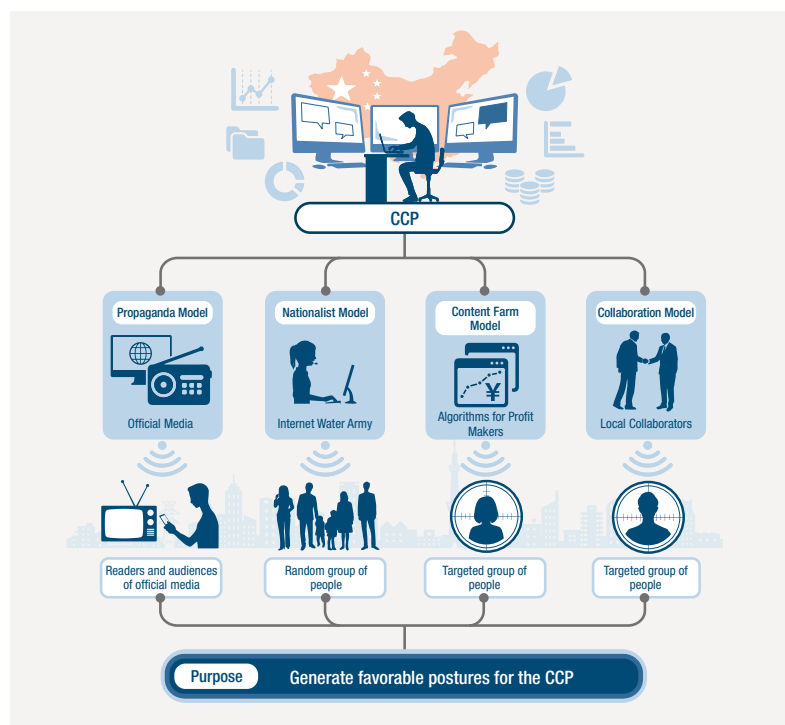 CCP
Propaganda Model
Nationalist Model
Content Farm
Model
Collaboration Model
¥
Official Media
Internet Water Army
Algorithms for Profit
Makers
Local Collaborators
Readers and audiences
of official media
Random group of
people
Targeted group of
people
Targeted group of
people
Purpose
Generate favorable postures for the CCP